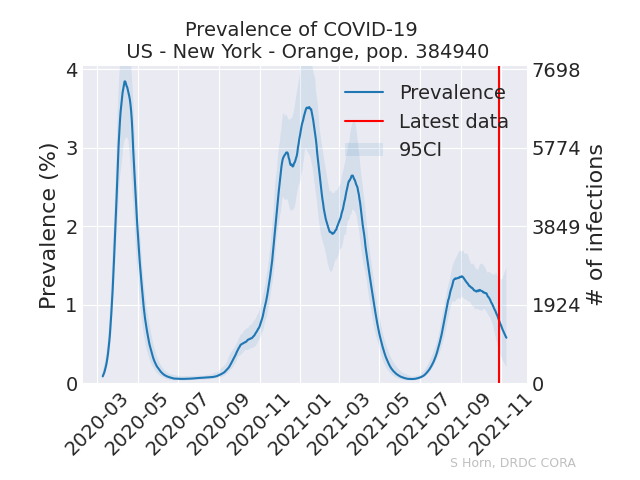 Prevalence of COVID-19
US - New York - Orange, pop. 384940
Prevalence (%)
4
3
2
1
0
Prevalence
Latest data
95CI
7698
5774
3849
1924
0
# of infections
2020-03
2020-05
2020-07
2020-09
2020-11
2021-01
2021-03
2021-05
2021-07
2021-09
2021-11
S Horn, DRDC CORA